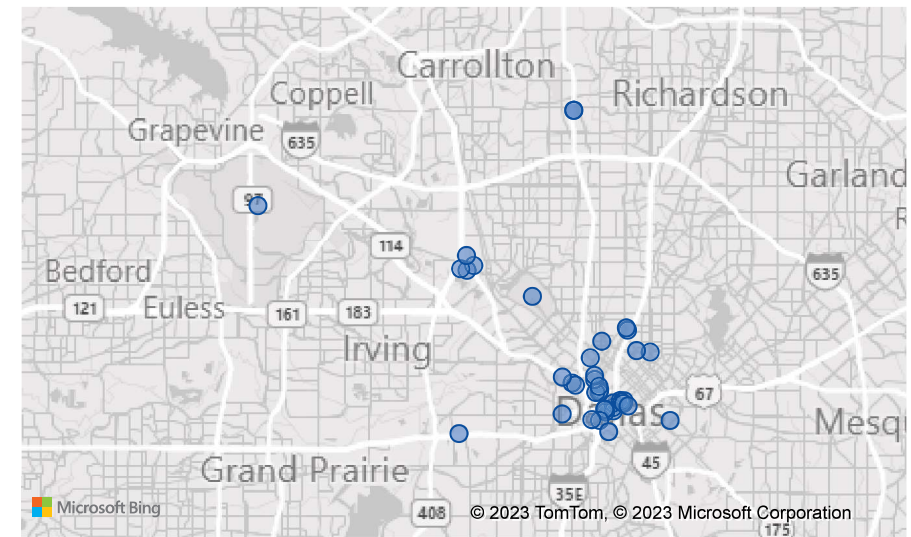 Carrollton
Coppell
Richardson
Grapevine
635
Garland
97
R
114
Bedford
635
121
Euless
161
183
Irving
67
Dallas
Mesq
Grand Prairie
45
35E
408
Microsoft Bing
© 2023 TomTom, © 2023 Microsoft Corporation
175